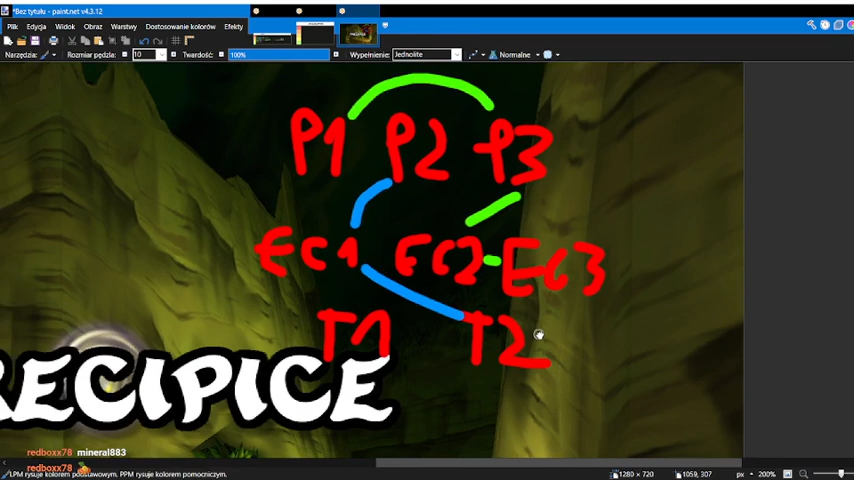 *Bez tytułu - paint.net v4.3.12
Plik Edycja Widok Obraz Warstwy Dostosowanie kolorów Efekty
Narzędzia: Rozmiar pędzla: 10 Twardość: 100% Wypełnienie: Jednolite Normalne
P1 P2 P3
EC1 EC2 EC3
T1 T2
RECIPICE
redboxx78 mineral883
redboxx78
LPM rysuje kolorem podstawowym. PPM rysuje kolorem pomocniczym. 1280 × 720 1059, 307 px 200%